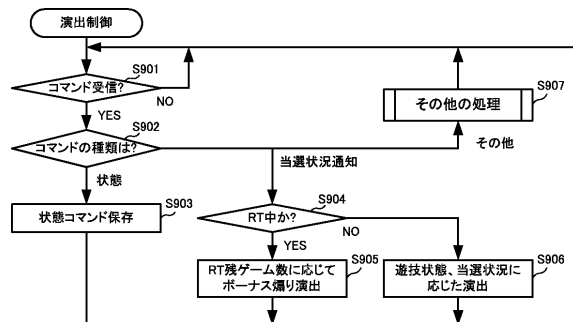 演出制御
S901
コマンド受信?
NO
YES
S902
コマンドの種類は?
状態
当選状況通知
その他
S907
その他の処理
S903
状態コマンド保存
S904
RT中か?
YES
NO
S905
RT残ゲーム数に応じて
ボーナス煽り演出
S906
遊技状態、当選状況に
応じた演出